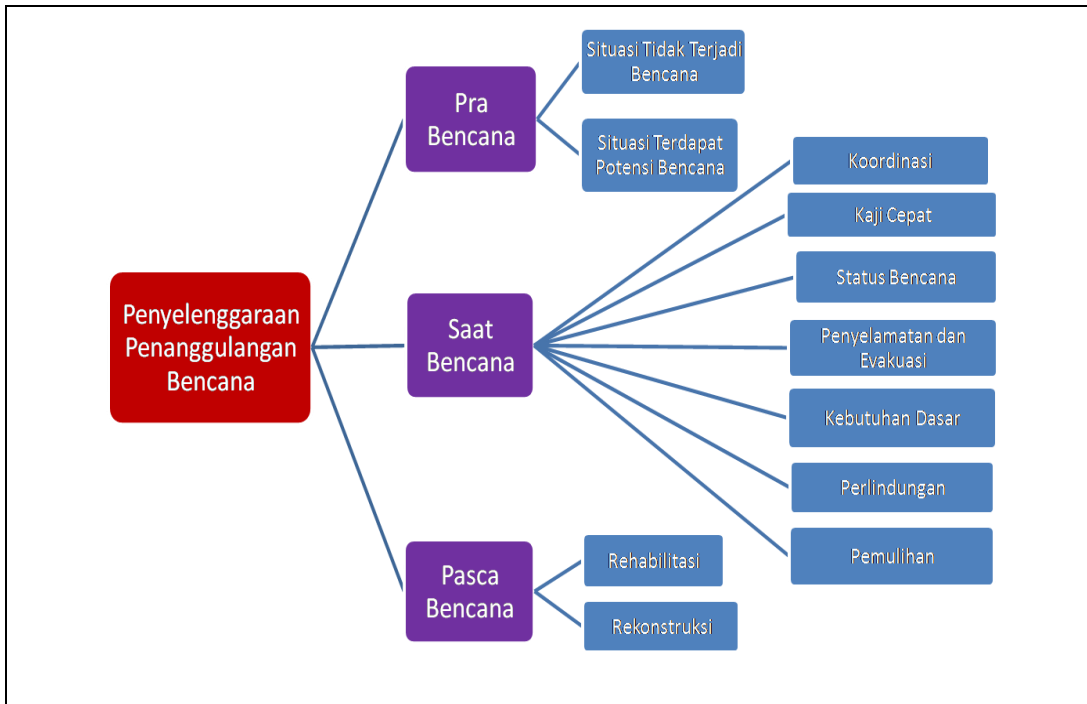 Penyelenggaraan
Penanggulangan
Bencana
Pra
Bencana
Situasi Tidak Terjadi
Bencana
Situasi Terdapat
Potensi Bencana
Saat
Bencana
Koordinasi
Kaji Cepat
Status Bencana
Penyelamatan dan
Evakuasi
Kebutuhan Dasar
Perlindungan
Pemulihan
Pasca
Bencana
Rehabilitasi
Rekonstruksi